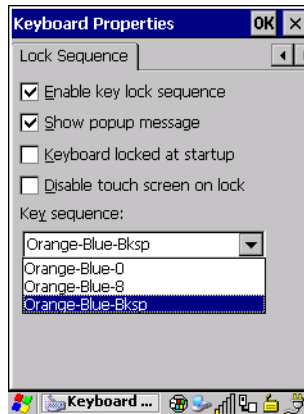 Keyboard Properties OK ×
Lock Sequence
Enable key lock sequence
Show popup message
Keyboard locked at startup
Disable touch screen on lock
Key sequence:
Orange-Blue-Bksp
Orange-Blue-0
Orange-Blue-8
Orange-Blue-Bksp
Keyboard ...